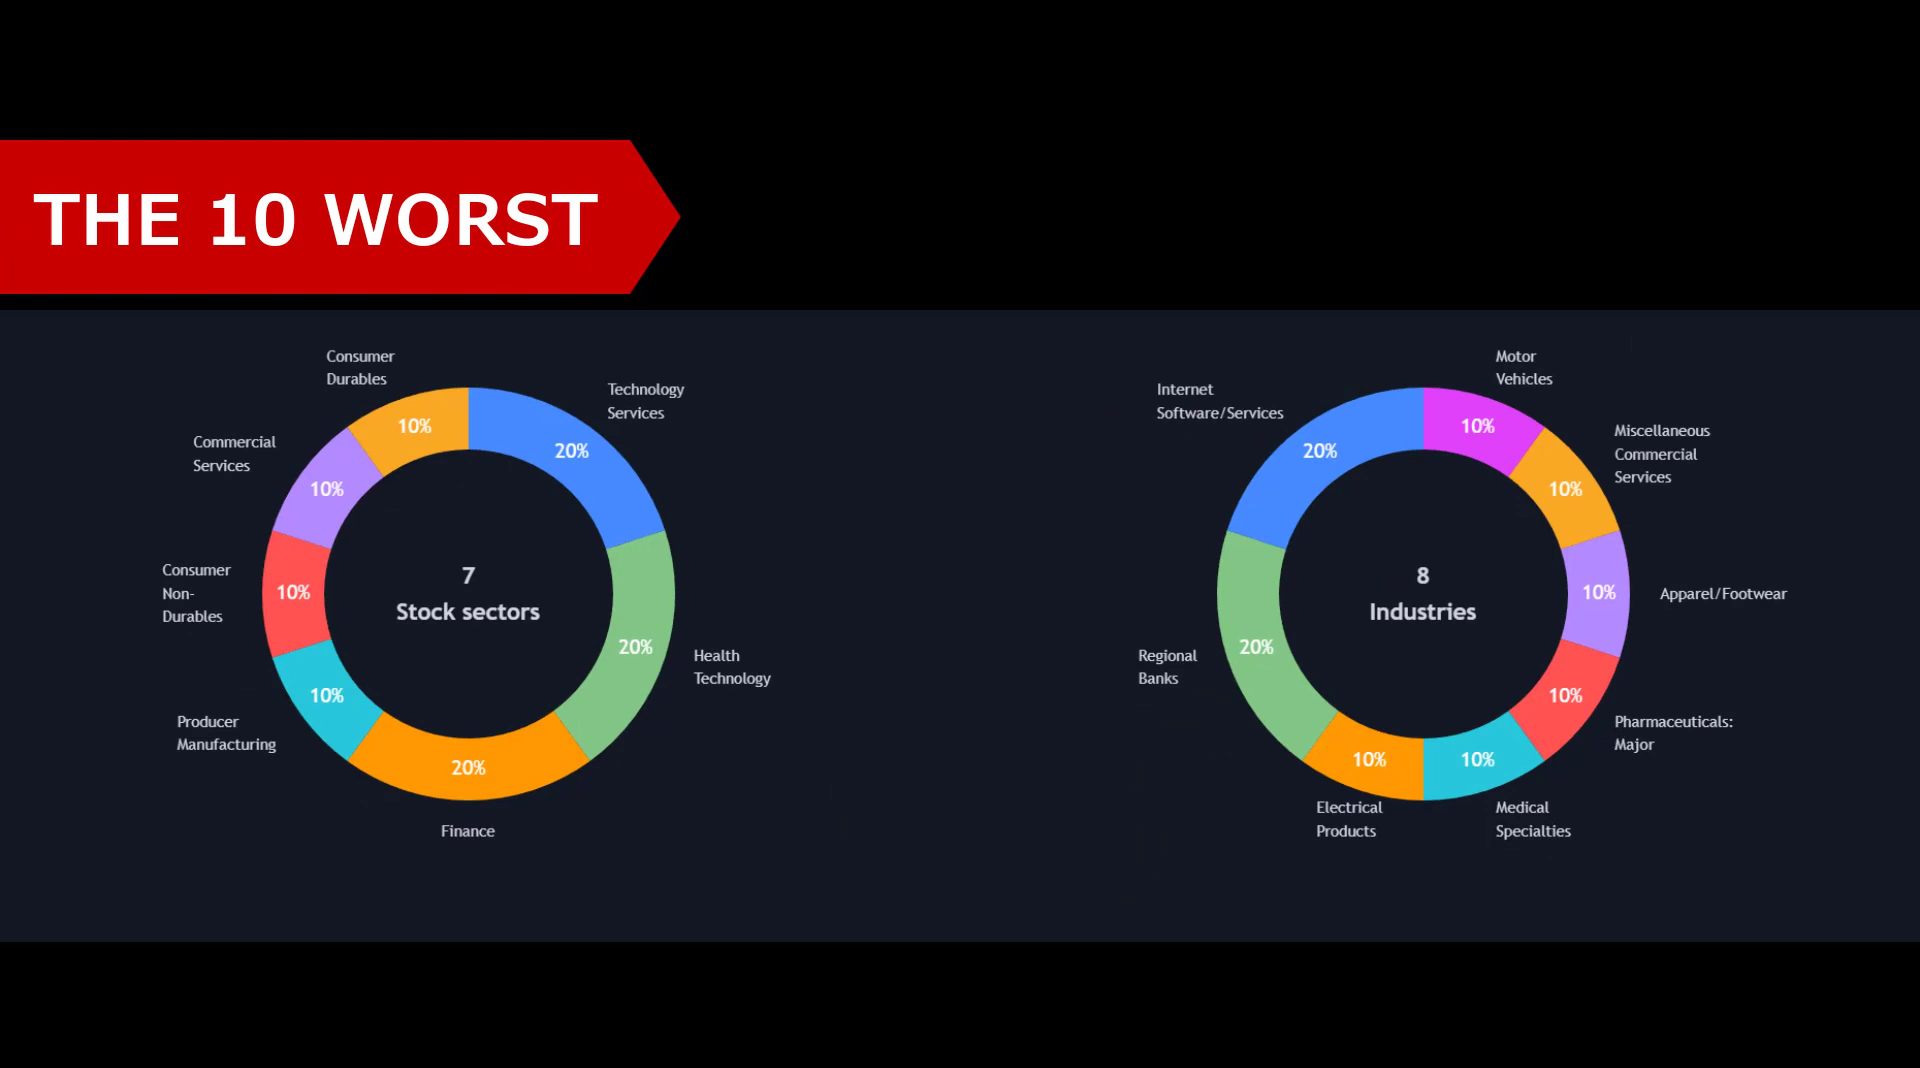 THE 10 WORST
Consumer
Durables
10%
Technology
Services
20%
Commercial
Services
10%
Consumer
Non-
Durables
10%
7
Stock sectors
Health
Technology
20%
Producer
Manufacturing
10%
20%
Finance
Internet
Software/Services
20%
Motor
Vehicles
10%
Miscellaneous
Commercial
Services
10%
8
Industries
10%
Apparel/Footwear
Regional
Banks
20%
10%
Pharmaceuticals:
Major
10%
Electrical
Products
10%
Medical
Specialties